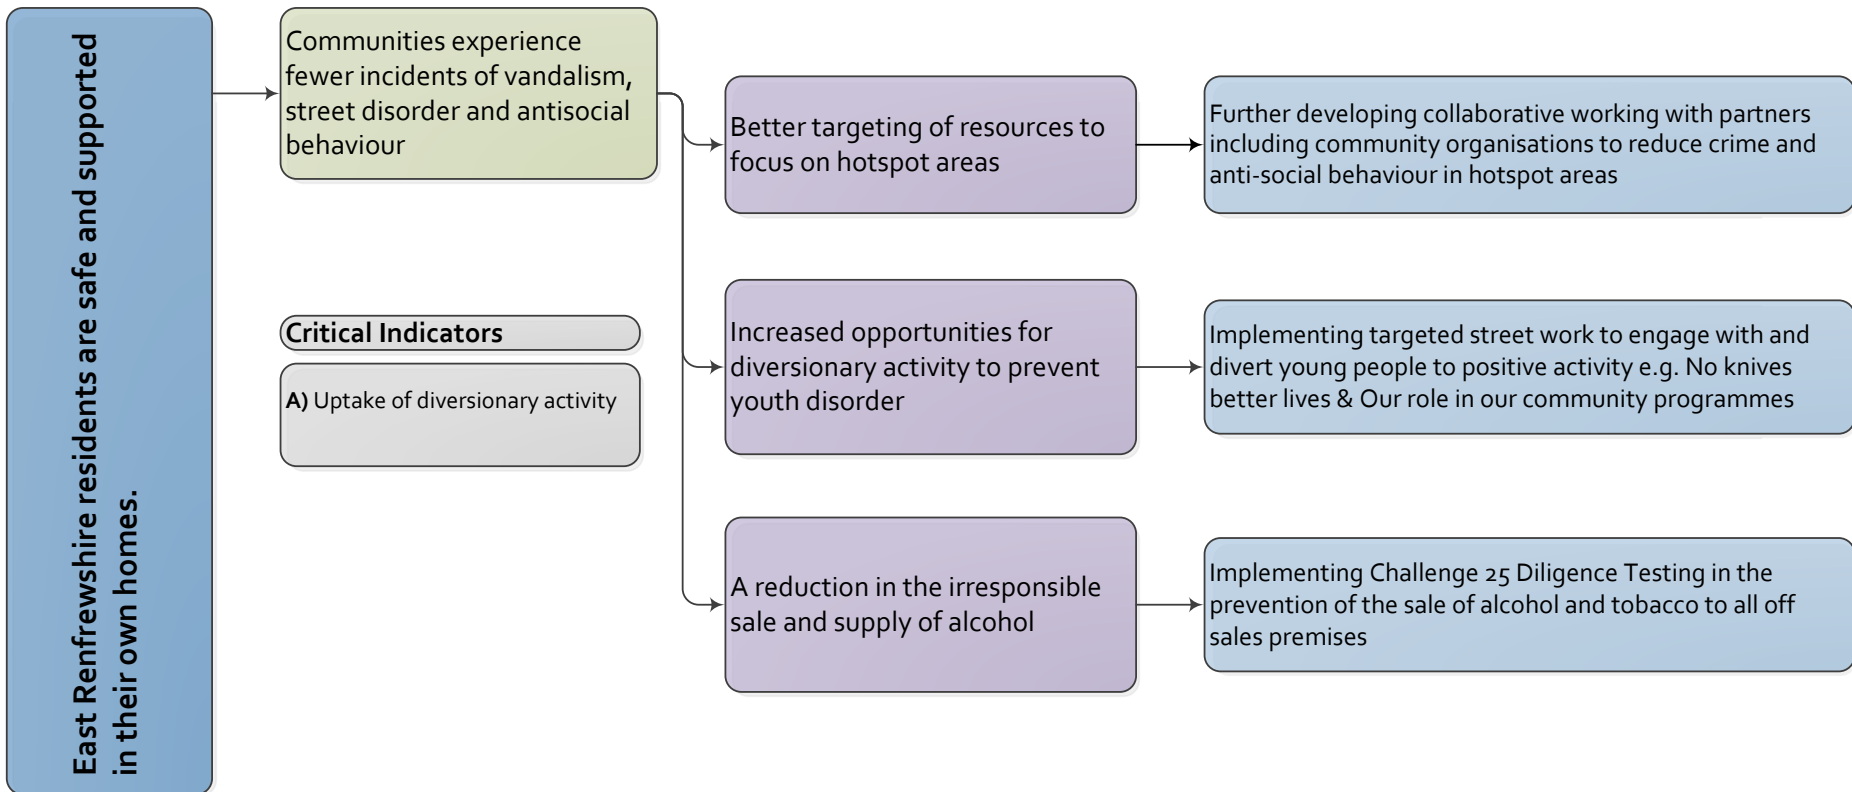 East Renfrewshire residents are safe and supported
in their own homes.
Communities experience
fewer incidents of vandalism,
street disorder and antisocial
behaviour
Critical Indicators
A) Uptake of diversionary activity
Better targeting of resources to
focus on hotspot areas
Increased opportunities for
diversionary activity to prevent
youth disorder
A reduction in the irresponsible
sale and supply of alcohol
Further developing collaborative working with partners
including community organisations to reduce crime and
anti-social behaviour in hotspot areas
Implementing targeted street work to engage with and
divert young people to positive activity e.g. No knives
better lives & Our role in our community programmes
Implementing Challenge 25 Diligence Testing in the
prevention of the sale of alcohol and tobacco to all off
sales premises